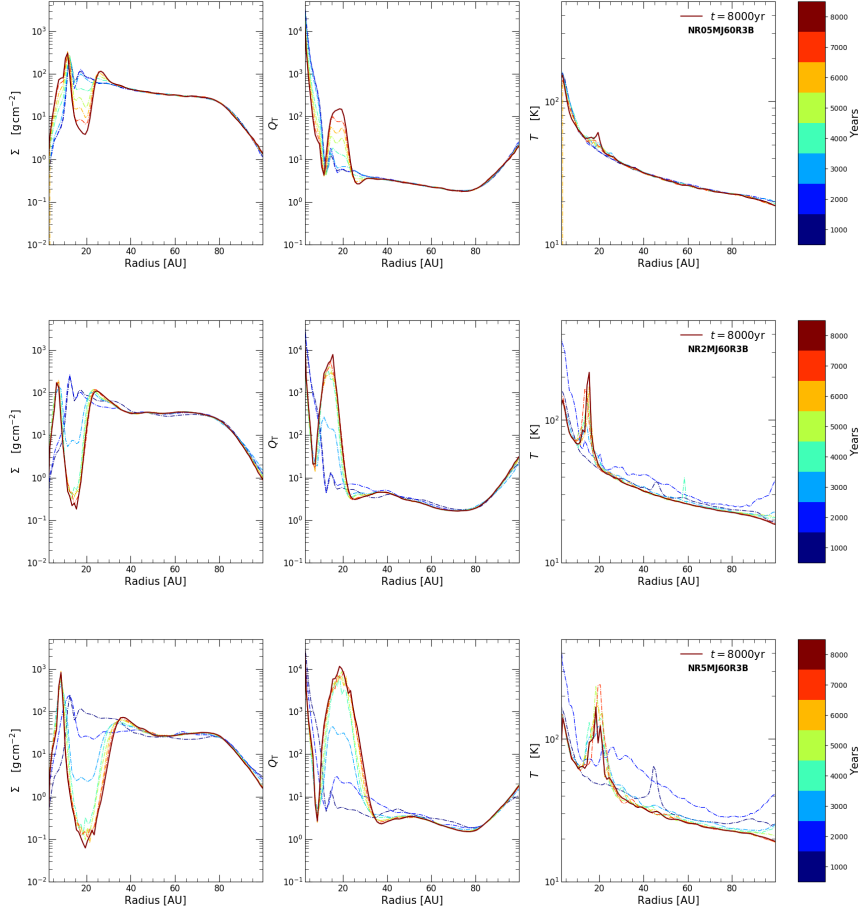 t = 8000yr
NR05MJ60R3B
10³
10²
10¹
10⁰
10⁻¹
10⁻²
Σ [gcm⁻²]
20 40 60 80
Radius [AU]
10⁴
10³
10²
10¹
10⁰
10⁻¹
Q_T
20 40 60 80
Radius [AU]
10²
10¹
T [K]
20 40 60 80
Radius [AU]
8000
7000
6000
5000
4000
3000
2000
1000
Years
t = 8000yr
NR2MJ60R3B
10³
10²
10¹
10⁰
10⁻¹
10⁻²
Σ [gcm⁻²]
20 40 60 80
Radius [AU]
10⁴
10³
10²
10¹
10⁰
10⁻¹
Q_T
20 40 60 80
Radius [AU]
10²
10¹
T [K]
20 40 60 80
Radius [AU]
8000
7000
6000
5000
4000
3000
2000
1000
Years
t = 8000yr
NR5MJ60R3B
10³
10²
10¹
10⁰
10⁻¹
10⁻²
Σ [gcm⁻²]
20 40 60 80
Radius [AU]
10⁴
10³
10²
10¹
10⁰
10⁻¹
Q_T
20 40 60 80
Radius [AU]
10²
10¹
T [K]
20 40 60 80
Radius [AU]
8000
7000
6000
5000
4000
3000
2000
1000
Years